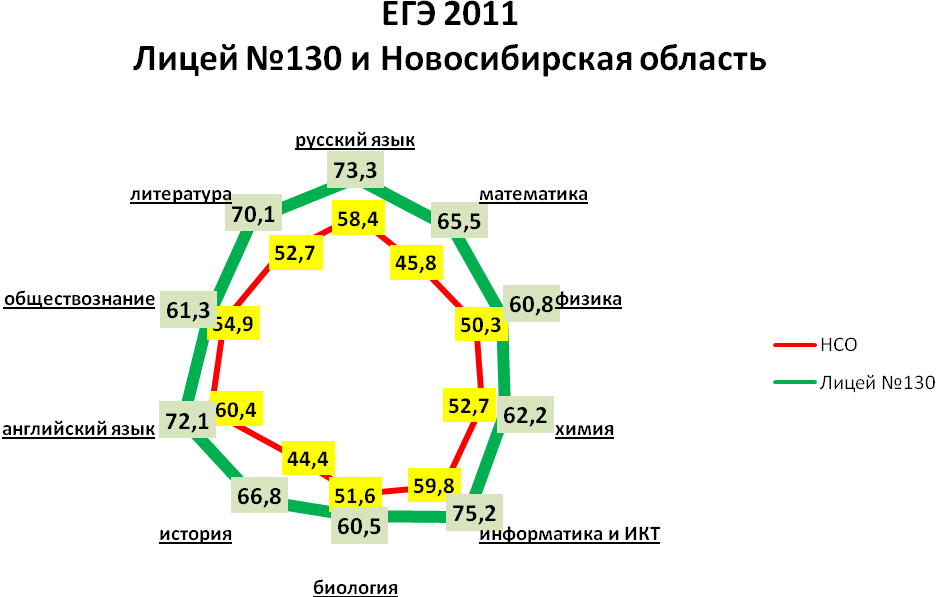 ЕГЭ 2011
Лицей №130 и Новосибирская область
русский язык
73,3
литература
математика
70,1
58,4
65,5
52,7
45,8
обществознание
61,3
54,9
50,3
60,8
физика
английский язык
72,1
60,4
52,7
62,2
химия
44,4
66,8
51,6
59,8
60,5
75,2
история
информатика и ИКТ
биология
НСО
Лицей №130